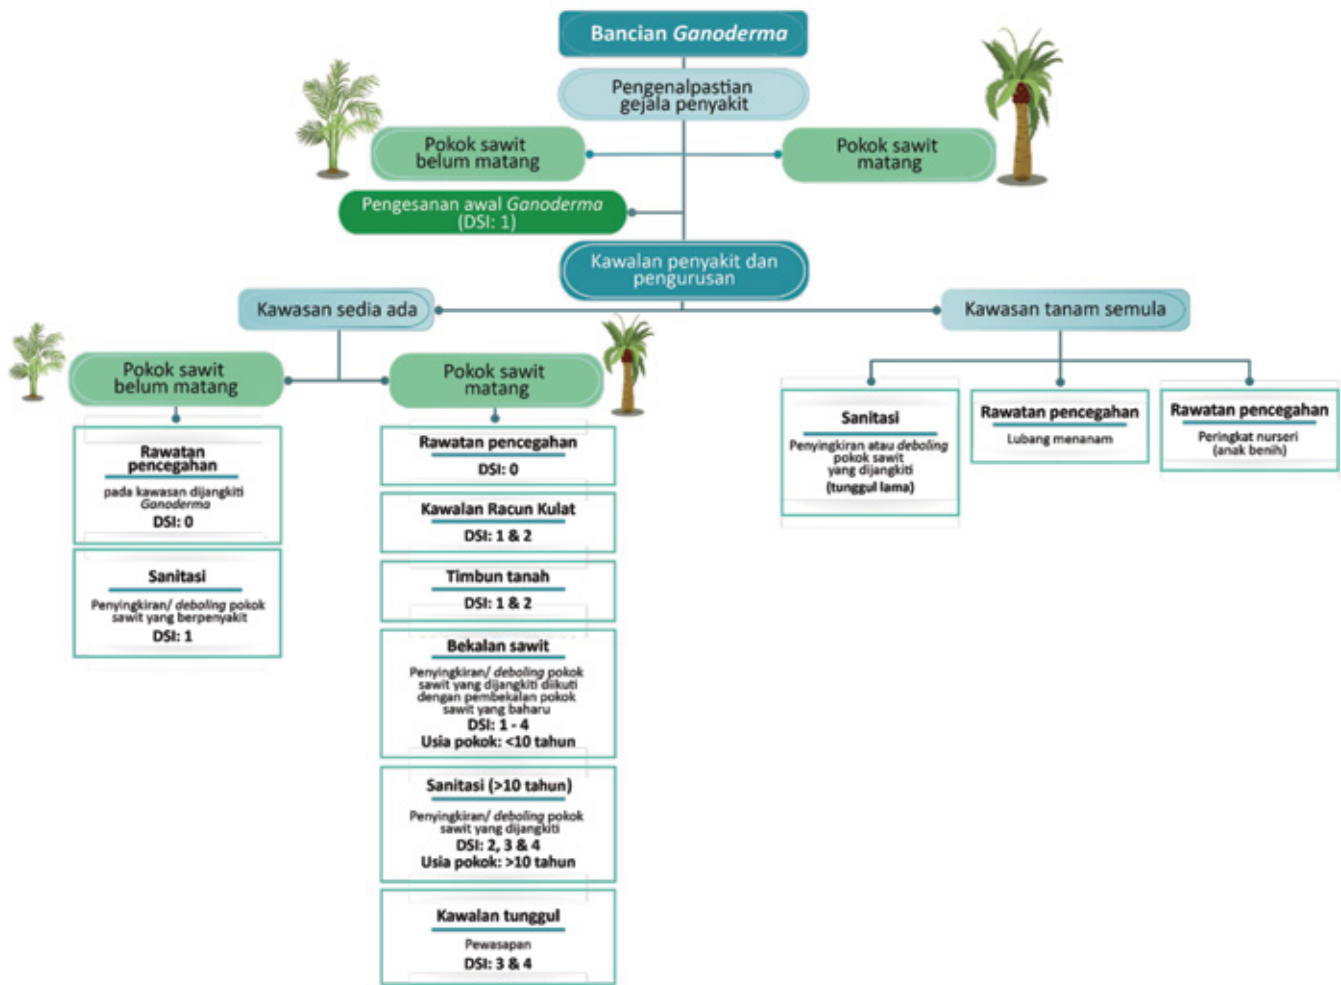 Bancian Ganoderma
Pengenalpastian
gejala penyakit
Pokok sawit
belum matang
Pokok sawit
matang
Pengesanan awal Ganoderma
(DSI: 1)
Kawalan penyakit dan
pengurusan
Kawasan sedia ada
Kawasan tanam semula
Pokok sawit
belum matang
Pokok sawit
matang
Rawatan
pencegahan
pada kawasan dijangkiti
Ganoderma
DSI: 0
Sanitasi
Penyingkiran/ deboling pokok
sawit yang berpenyakit
DSI: 1
Rawatan pencegahan
DSI: 0
Kawalan Racun Kulat
DSI: 1 & 2
Timbun tanah
DSI: 1 & 2
Bekalan sawit
Penyingkiran/ deboling pokok
sawit yang dijangkiti diikuti
dengan pembekalan pokok
sawit yang baharu
DSI: 1 - 4
Usia pokok: <10 tahun
Sanitasi (>10 tahun)
Penyingkiran/ deboling pokok
sawit yang dijangkiti
DSI: 2, 3 & 4
Usia pokok: >10 tahun
Kawalan tunggul
Pewasapan
DSI: 3 & 4
Sanitasi
Penyingkiran atau deboling
pokok sawit
yang dijangkiti
(tunggul lama)
Rawatan pencegahan
Lubang menanam
Rawatan pencegahan
Peringkat nurseri
(anak benih)